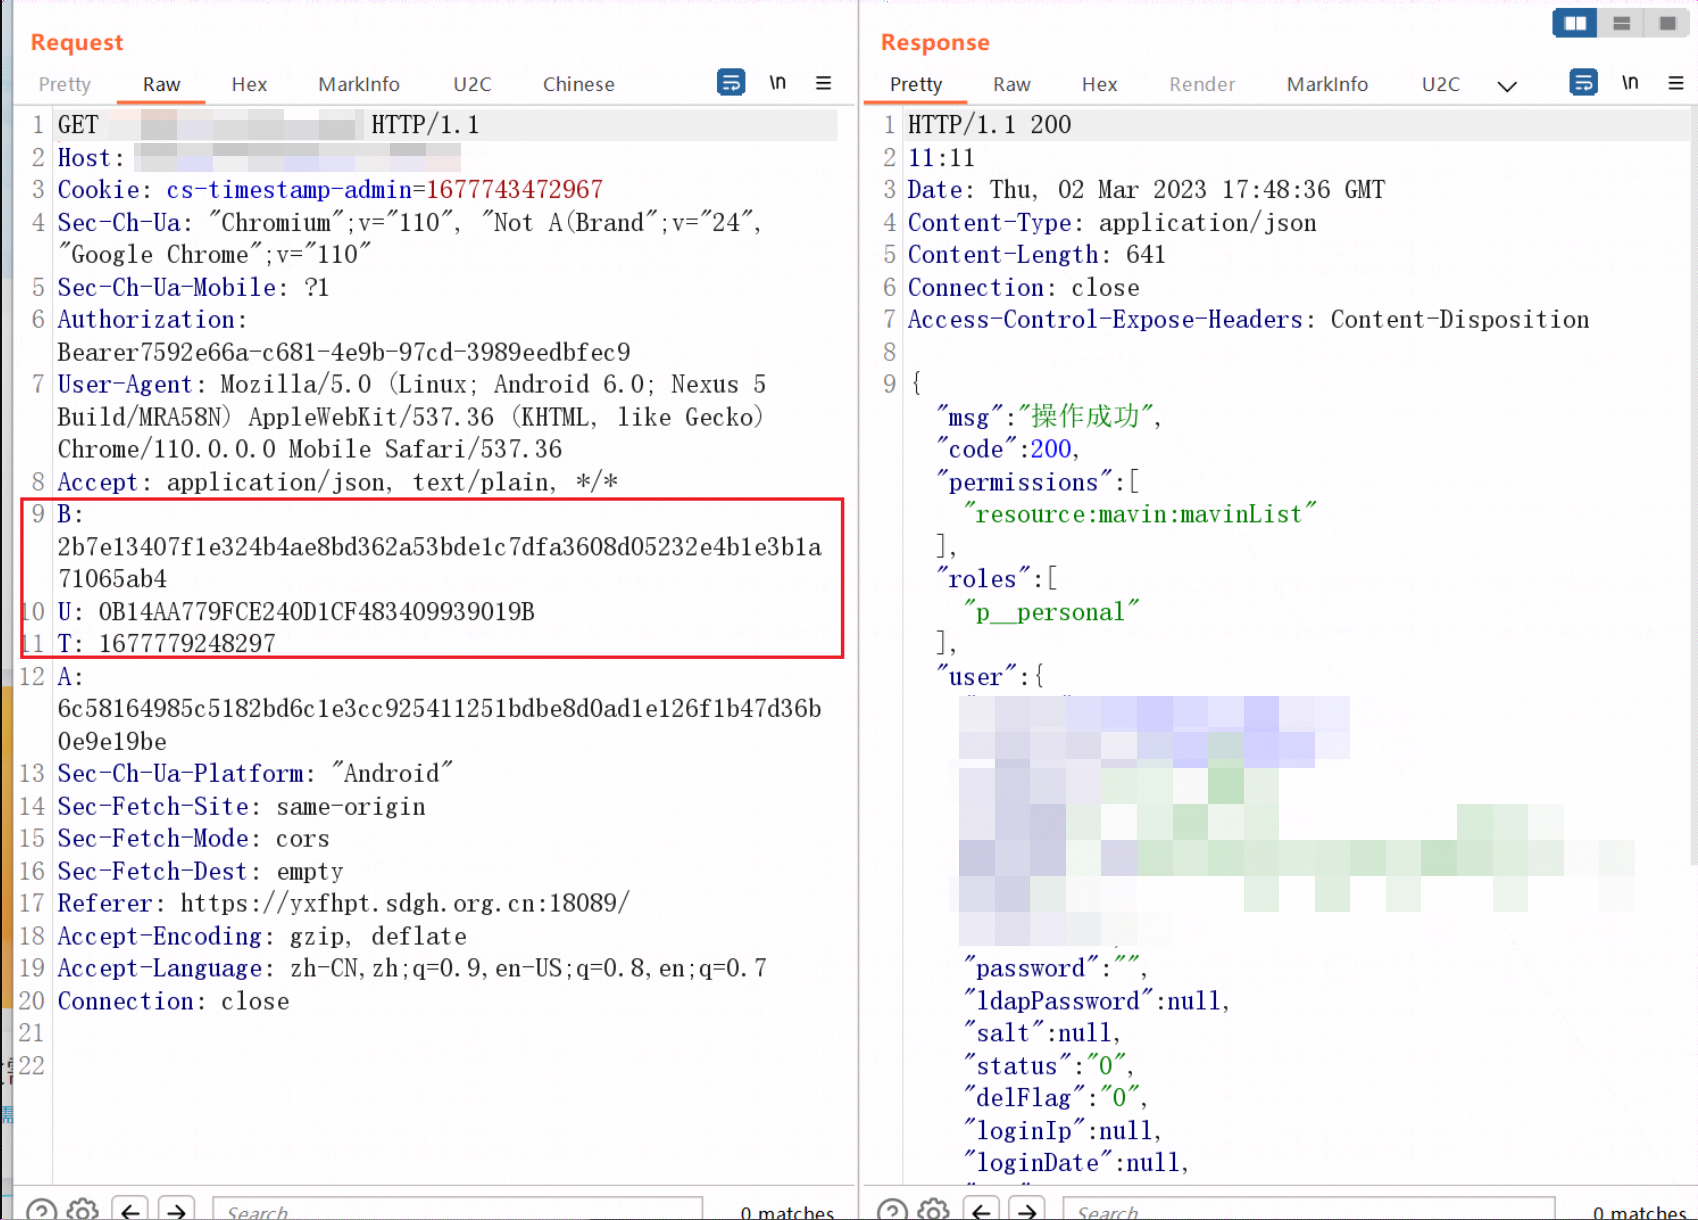 Request
Pretty Raw Hex MarkInfo U2C Chinese \n
1 GET HTTP/1.1
2 Host:
3 Cookie: cs-timestamp-admin=1677743472967
4 Sec-Ch-Ua: "Chromium";v="110", "Not A(Brand";v="24",
"Google Chrome";v="110"
5 Sec-Ch-Ua-Mobile: ?1
6 Authorization:
Bearer7592e66a-c681-4e9b-97cd-3989eedbfec9
7 User-Agent: Mozilla/5.0 (Linux; Android 6.0; Nexus 5
Build/MRA58N) AppleWebKit/537.36 (KHTML, like Gecko)
Chrome/110.0.0.0 Mobile Safari/537.36
8 Accept: application/json, text/plain, */*
9 B:
2b7e13407f1e324b4ae8bd362a53bde1c7dfa3608d05232e4b1e3b1a
71065ab4
10 U: 0B14AA779FCE240D1CF483409939019B
11 T: 1677779248297
12 A:
6c58164985c5182bd6c1e3cc925411251bdbe8d0ad1e126f1b47d36b
0e9e19be
13 Sec-Ch-Ua-Platform: "Android"
14 Sec-Fetch-Site: same-origin
15 Sec-Fetch-Mode: cors
16 Sec-Fetch-Dest: empty
17 Referer: https://yxfhpt.sdgh.org.cn:18089/
18 Accept-Encoding: gzip, deflate
19 Accept-Language: zh-CN,zh;q=0.9,en-US;q=0.8,en;q=0.7
20 Connection: close
21
22
Search...
0 matches
Response
Pretty Raw Hex Render MarkInfo U2C \n
1 HTTP/1.1 200
2 11:11
3 Date: Thu, 02 Mar 2023 17:48:36 GMT
4 Content-Type: application/json
5 Content-Length: 641
6 Connection: close
7 Access-Control-Expose-Headers: Content-Disposition
8
9 {
"msg":"操作成功",
"code":200,
"permissions":[
"resource:mavin:mavinList"
],
"roles":[
"p__personal"
],
"user":{
"password":"",
"ldapPassword":null,
"salt":null,
"status":"0",
"delFlag":"0",
"loginIp":null,
"loginDate":null,
Search...
0 matches